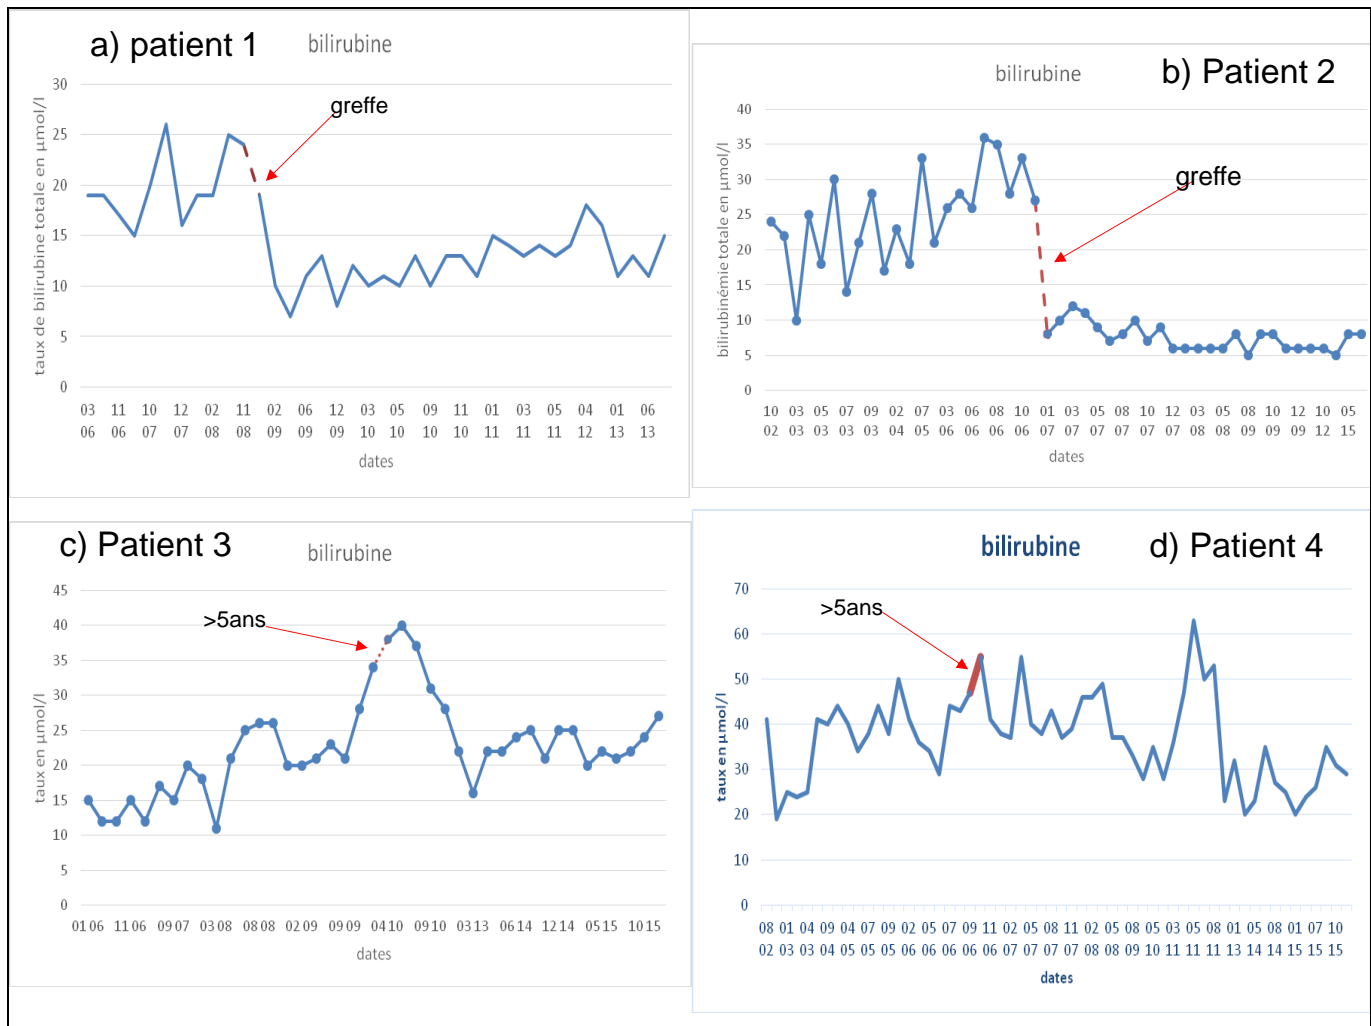 a) patient 1
bilirubine
greffe
taux de bilirubine totale en µmol/l
30
25
20
15
10
5
0
03 11 10 12 02 11 02 06 12 03 05 09 11 01 03 05 04 01 06
06 06 07 07 08 08 09 09 09 10 10 10 10 11 11 11 12 13 13
dates
b) Patient 2
bilirubine
greffe
bilirubinémie totale en µmol/l
40
35
30
25
20
15
10
5
0
10 03 05 07 09 02 07 03 06 08 10 01 03 05 08 11 03 05 08 10 12 10 05
02 03 03 03 03 04 05 06 06 06 06 07 07 07 07 07 08 08 09 09 09 12 15
dates
c) Patient 3
bilirubine
>5ans
taux en µmol/l
45
40
35
30
25
20
15
10
5
0
01 06 11 06 09 07 03 08 08 08 02 09 09 09 04 10 09 10 03 13 06 14 12 14 05 15 10 15
dates
d) Patient 4
bilirubine
>5ans
taux en µmol/l
70
60
50
40
30
20
10
0
08 01 04 09 04 07 09 02 05 07 09 11 02 05 08 11 02 05 08 05 03 05 08 01 05 08 01 07 10
02 03 03 04 05 05 05 06 06 06 06 06 07 07 07 07 08 08 09 10 11 11 11 13 14 14 15 15 15
dates